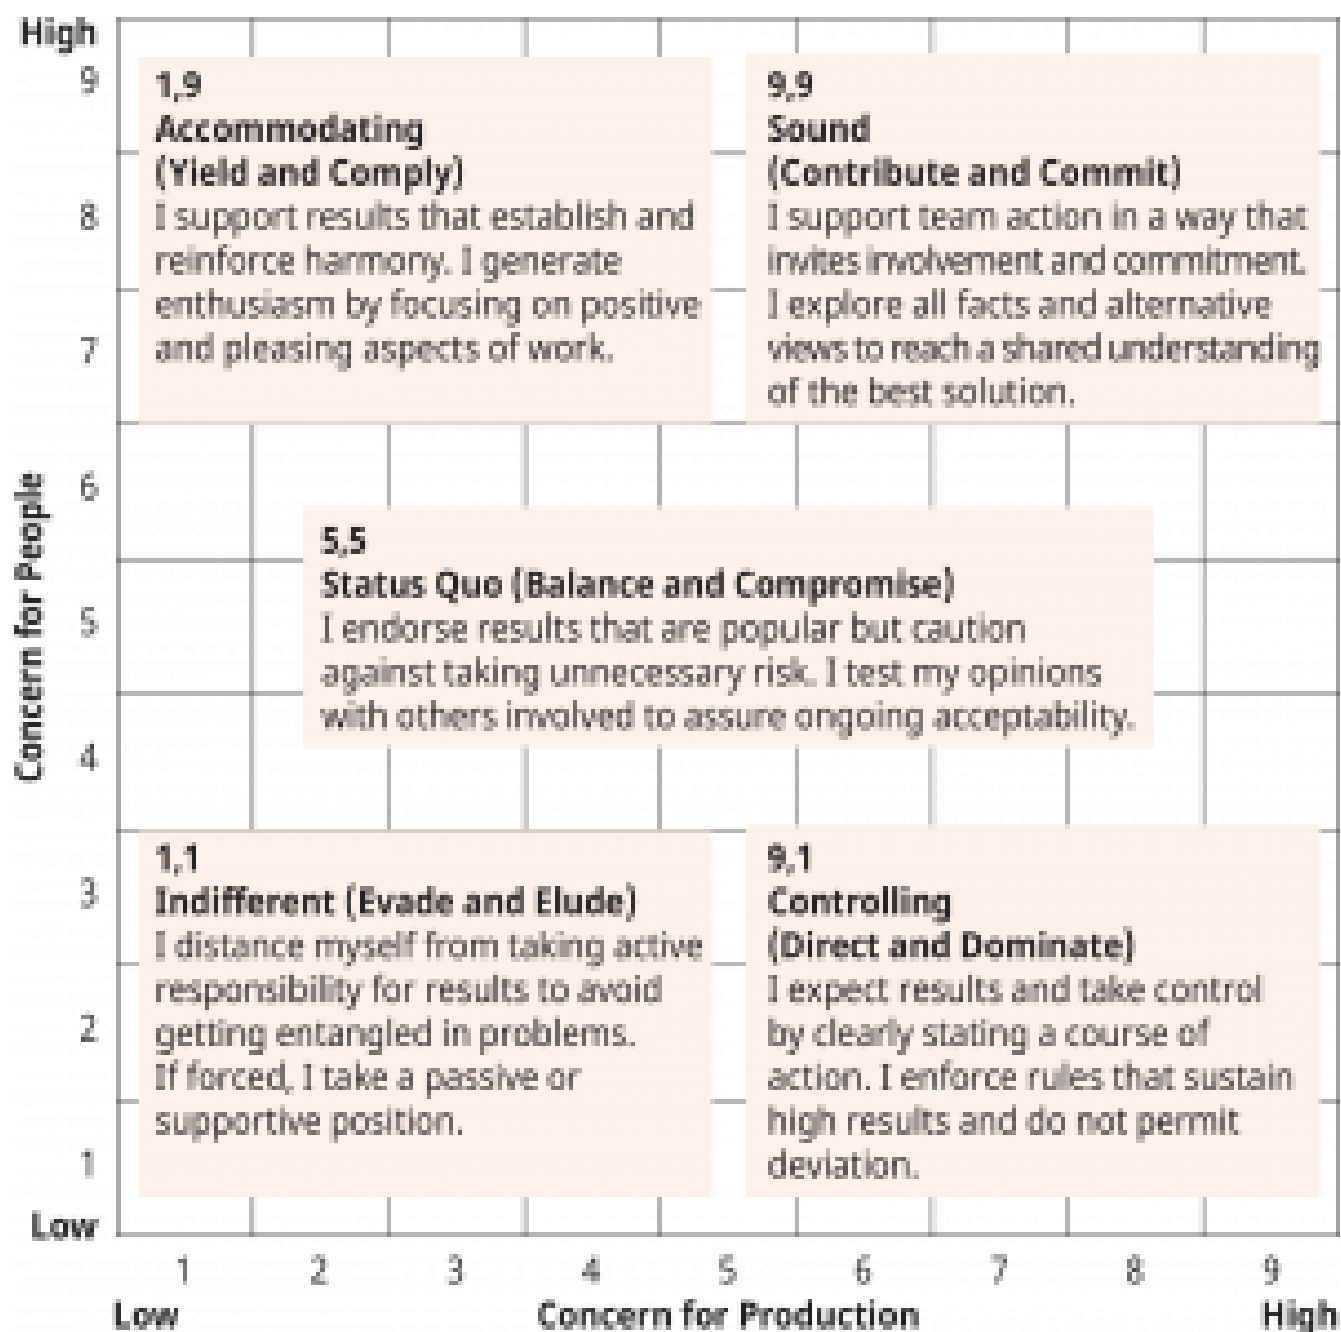 High
9
1,9
Accommodating
(Yield and Comply)
I support results that establish and
reinforce harmony. I generate
enthusiasm by focusing on positive
and pleasing aspects of work.
9,9
Sound
(Contribute and Commit)
I support team action in a way that
invites involvement and commitment.
I explore all facts and alternative
views to reach a shared understanding
of the best solution.
8
7
6
Concern for People
5,5
Status Quo (Balance and Compromise)
I endorse results that are popular but caution
against taking unnecessary risk. I test my opinions
with others involved to assure ongoing acceptability.
5
4
1,1
Indifferent (Evade and Elude)
I distance myself from taking active
responsibility for results to avoid
getting entangled in problems.
If forced, I take a passive or
supportive position.
9,1
Controlling
(Direct and Dominate)
I expect results and take control
by clearly stating a course of
action. I enforce rules that sustain
high results and do not permit
deviation.
3
2
1
Low
1 2 3 4 5 6 7 8 9
Low Concern for Production High